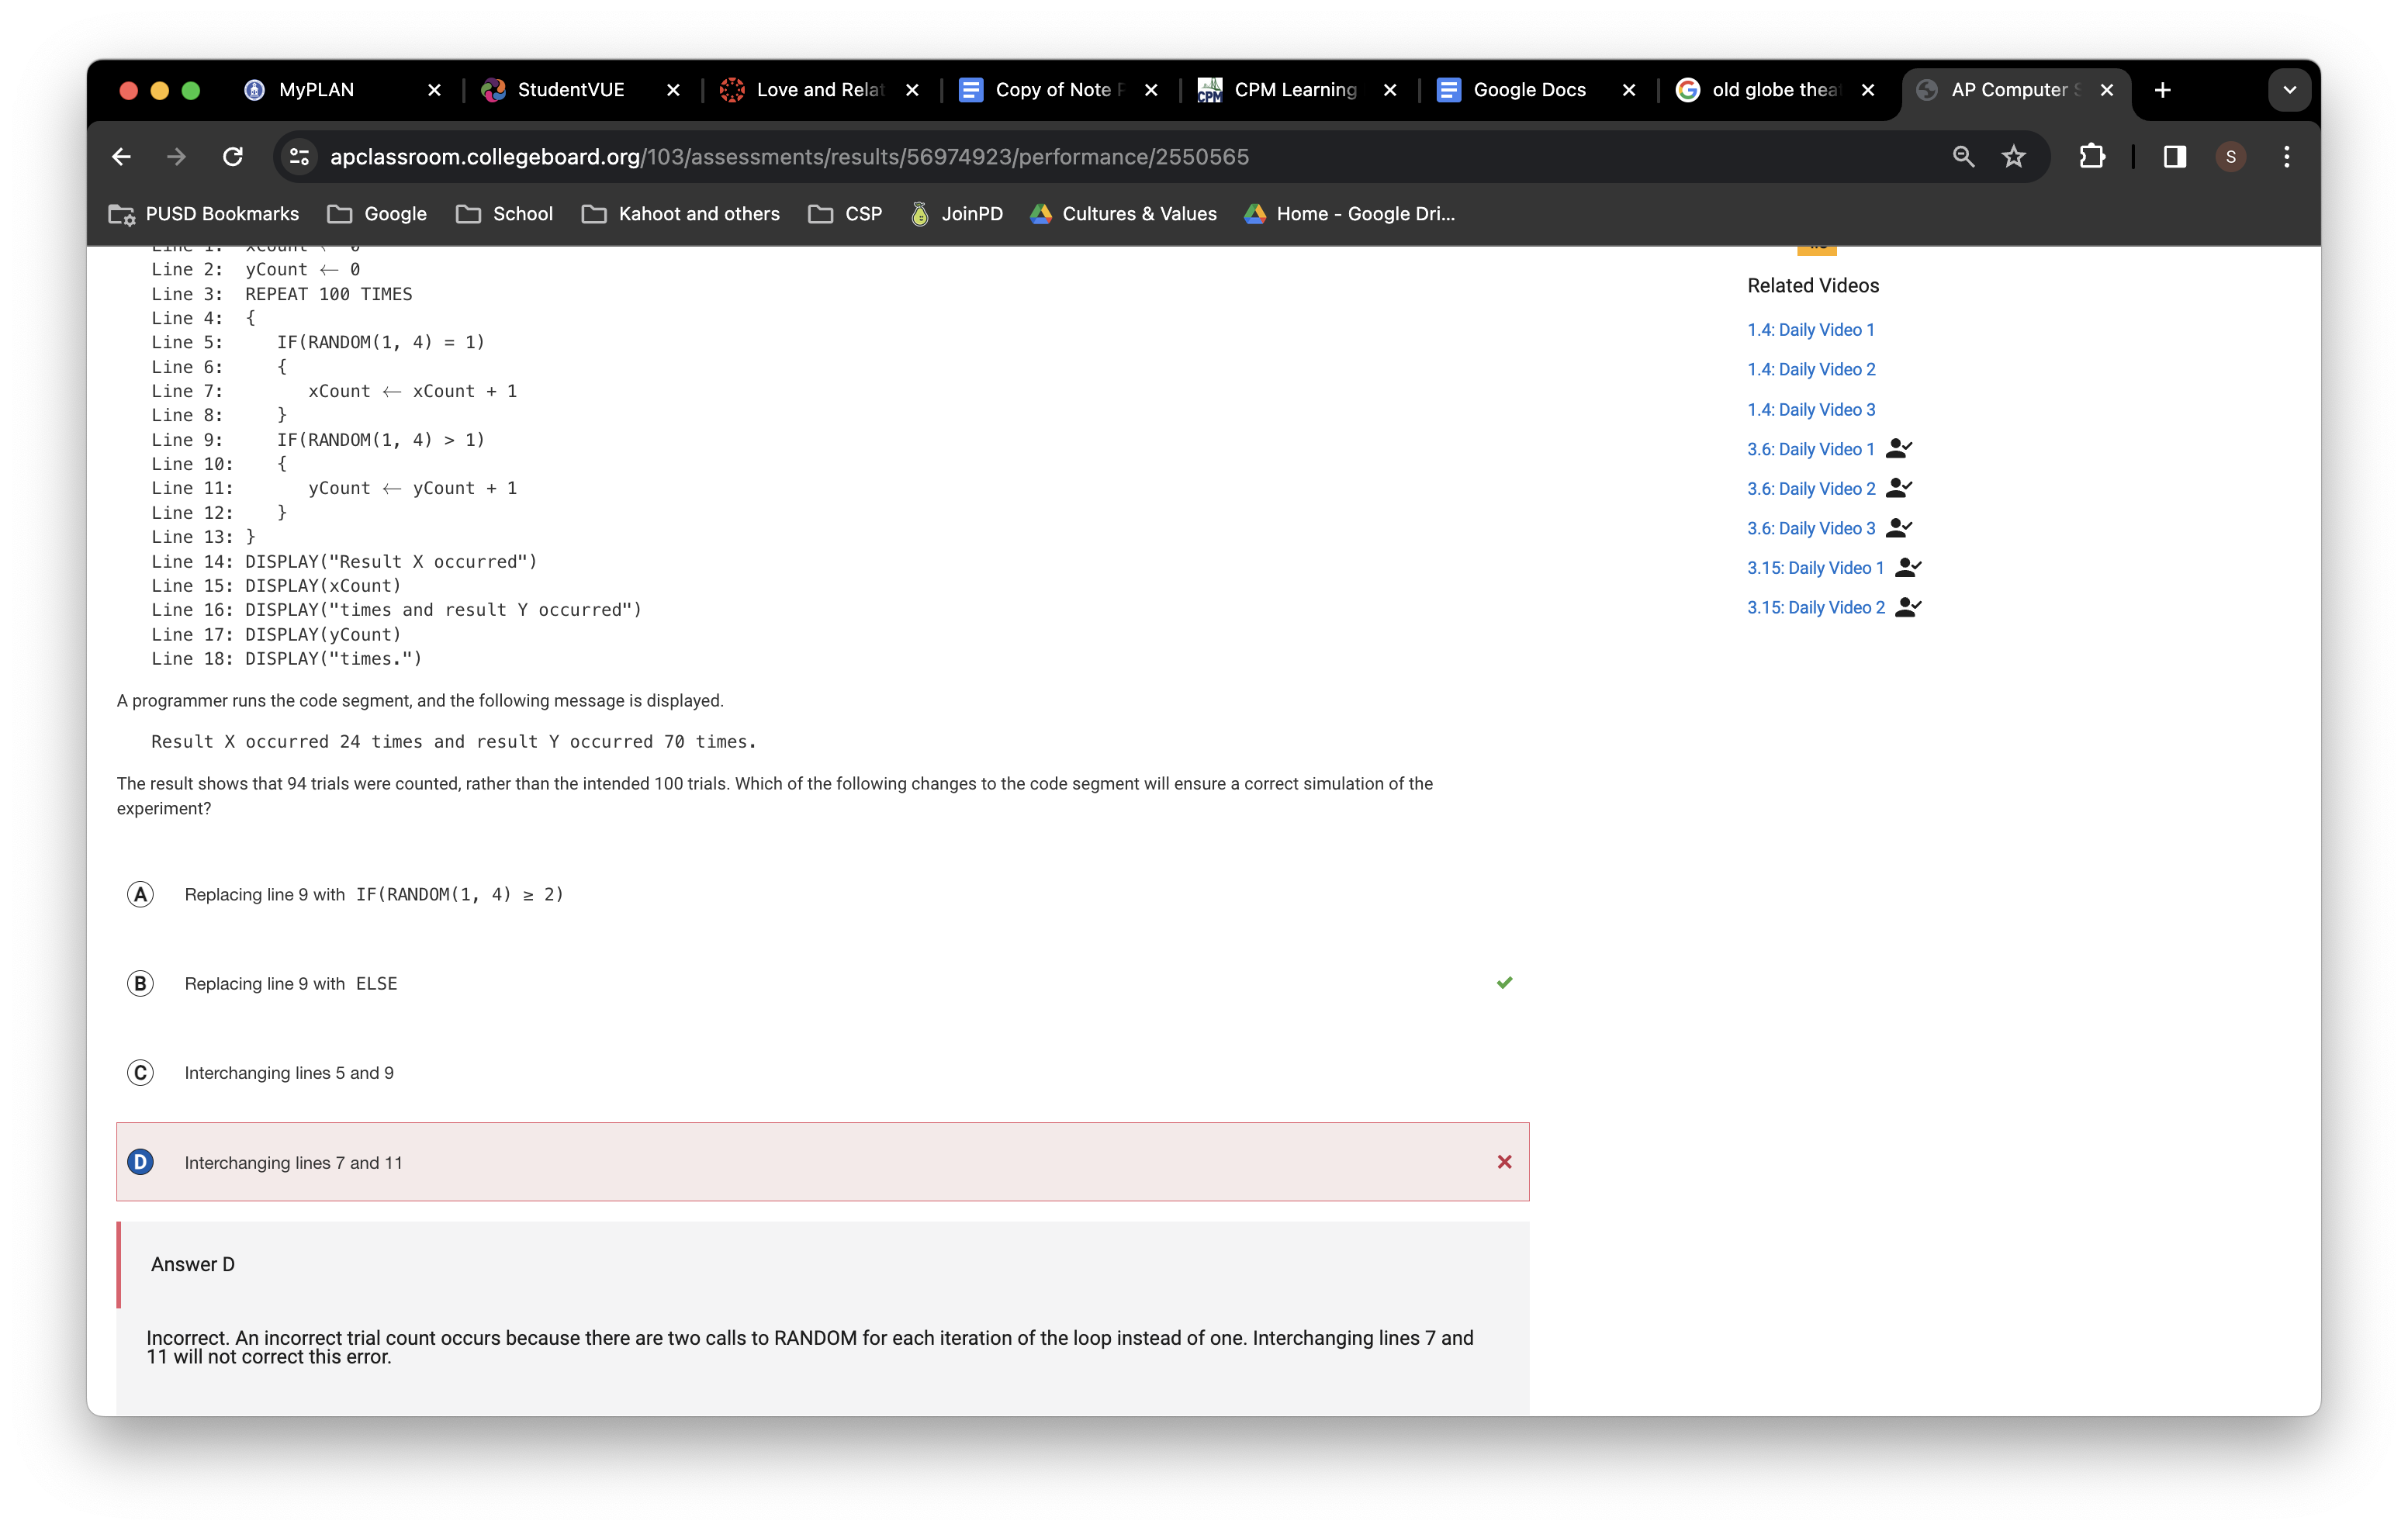 MyPLAN
StudentVUE
Love and Relat
Copy of Note P
CPM Learning
Google Docs
old globe thea
AP Computer S
apclassroom.collegeboard.org/103/assessments/results/56974923/performance/2550565
S
PUSD Bookmarks
Google
School
Kahoot and others
CSP
JoinPD
Cultures & Values
Home - Google Dri...
Line 1: xCount ← 0
Line 2: yCount ← 0
Line 3: REPEAT 100 TIMES
Line 4: {
Line 5: IF(RANDOM(1, 4) = 1)
Line 6: {
Line 7: xCount ← xCount + 1
Line 8: }
Line 9: IF(RANDOM(1, 4) > 1)
Line 10: {
Line 11: yCount ← yCount + 1
Line 12: }
Line 13: }
Line 14: DISPLAY("Result X occurred")
Line 15: DISPLAY(xCount)
Line 16: DISPLAY("times and result Y occurred")
Line 17: DISPLAY(yCount)
Line 18: DISPLAY("times.")
A programmer runs the code segment, and the following message is displayed.
Result X occurred 24 times and result Y occurred 70 times.
The result shows that 94 trials were counted, rather than the intended 100 trials. Which of the following changes to the code segment will ensure a correct simulation of the
experiment?
A Replacing line 9 with IF(RANDOM(1, 4) ≥ 2)
B Replacing line 9 with ELSE
C Interchanging lines 5 and 9
D Interchanging lines 7 and 11
Answer D
Incorrect. An incorrect trial count occurs because there are two calls to RANDOM for each iteration of the loop instead of one. Interchanging lines 7 and
11 will not correct this error.
Related Videos
1.4: Daily Video 1
1.4: Daily Video 2
1.4: Daily Video 3
3.6: Daily Video 1
3.6: Daily Video 2
3.6: Daily Video 3
3.15: Daily Video 1
3.15: Daily Video 2